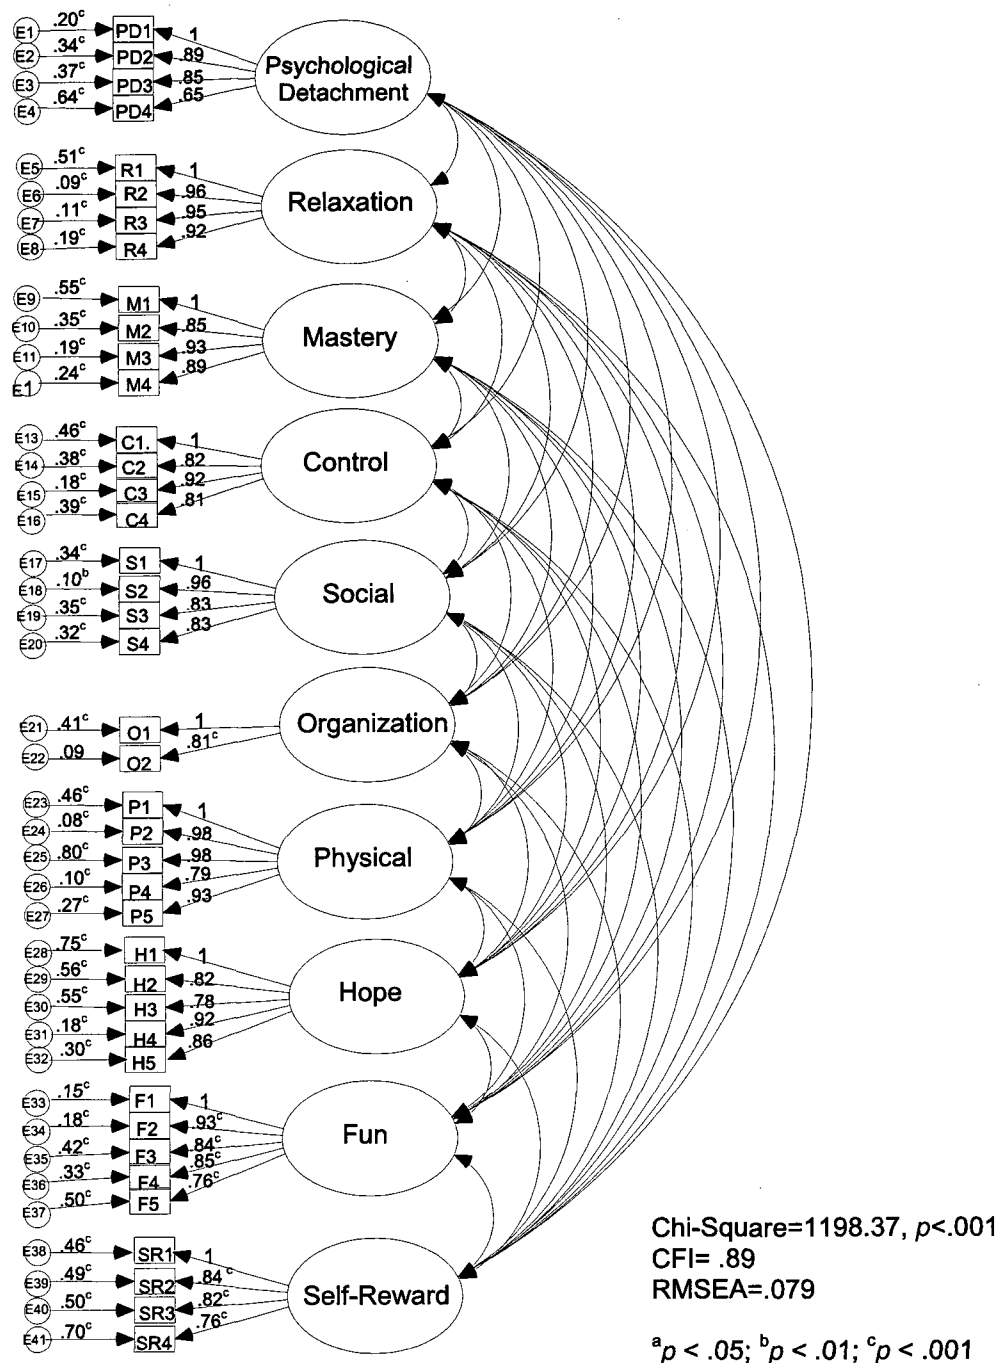 E1 .20ᶜ PD1 1
E2 .34ᶜ PD2 .89
E3 .37ᶜ PD3 .85
E4 .64ᶜ PD4 .65
Psychological
Detachment
E5 .51ᶜ R1 1
E6 .09ᶜ R2 .96
E7 .11ᶜ R3 .95
E8 .19ᶜ R4 .92
Relaxation
E9 .55ᶜ M1 1
E10 .35ᶜ M2 .85
E11 .19ᶜ M3 .93
E1 .24ᶜ M4 .89
Mastery
E13 .46ᶜ C1. 1
E14 .38ᶜ C2 .82
E15 .18ᶜ C3 .92
E16 .39ᶜ C4 .81
Control
E17 .34ᶜ S1 1
E18 .10ᵇ S2 .96
E19 .35ᶜ S3 .83
E20 .32ᶜ S4 .83
Social
E21 .41ᶜ O1 1
E22 .09 O2 .81ᶜ
Organization
E23 .46ᶜ P1 1
E24 .08ᶜ P2 .98
E25 .80ᶜ P3 .98
E26 .10ᶜ P4 .79
E27 .27ᶜ P5 .93
Physical
E28 .75ᶜ H1 1
E29 .56ᶜ H2 .82
E30 .55ᶜ H3 .78
E31 .18ᶜ H4 .92
E32 .30ᶜ H5 .86
Hope
E33 .15ᶜ F1 1
E34 .18ᶜ F2 .93ᶜ
E35 .42ᶜ F3 .84ᶜ
E36 .33ᶜ F4 .85ᶜ
E37 .50ᶜ F5 .76ᶜ
Fun
E38 .46ᶜ SR1 1
E39 .49ᶜ SR2 .84ᶜ
E40 .50ᶜ SR3 .82ᶜ
E41 .70ᶜ SR4 .76ᶜ
Self-Reward
Chi-Square=1198.37, p<.001
CFI= .89
RMSEA=.079
ᵃp < .05; ᵇp < .01; ᶜp < .001